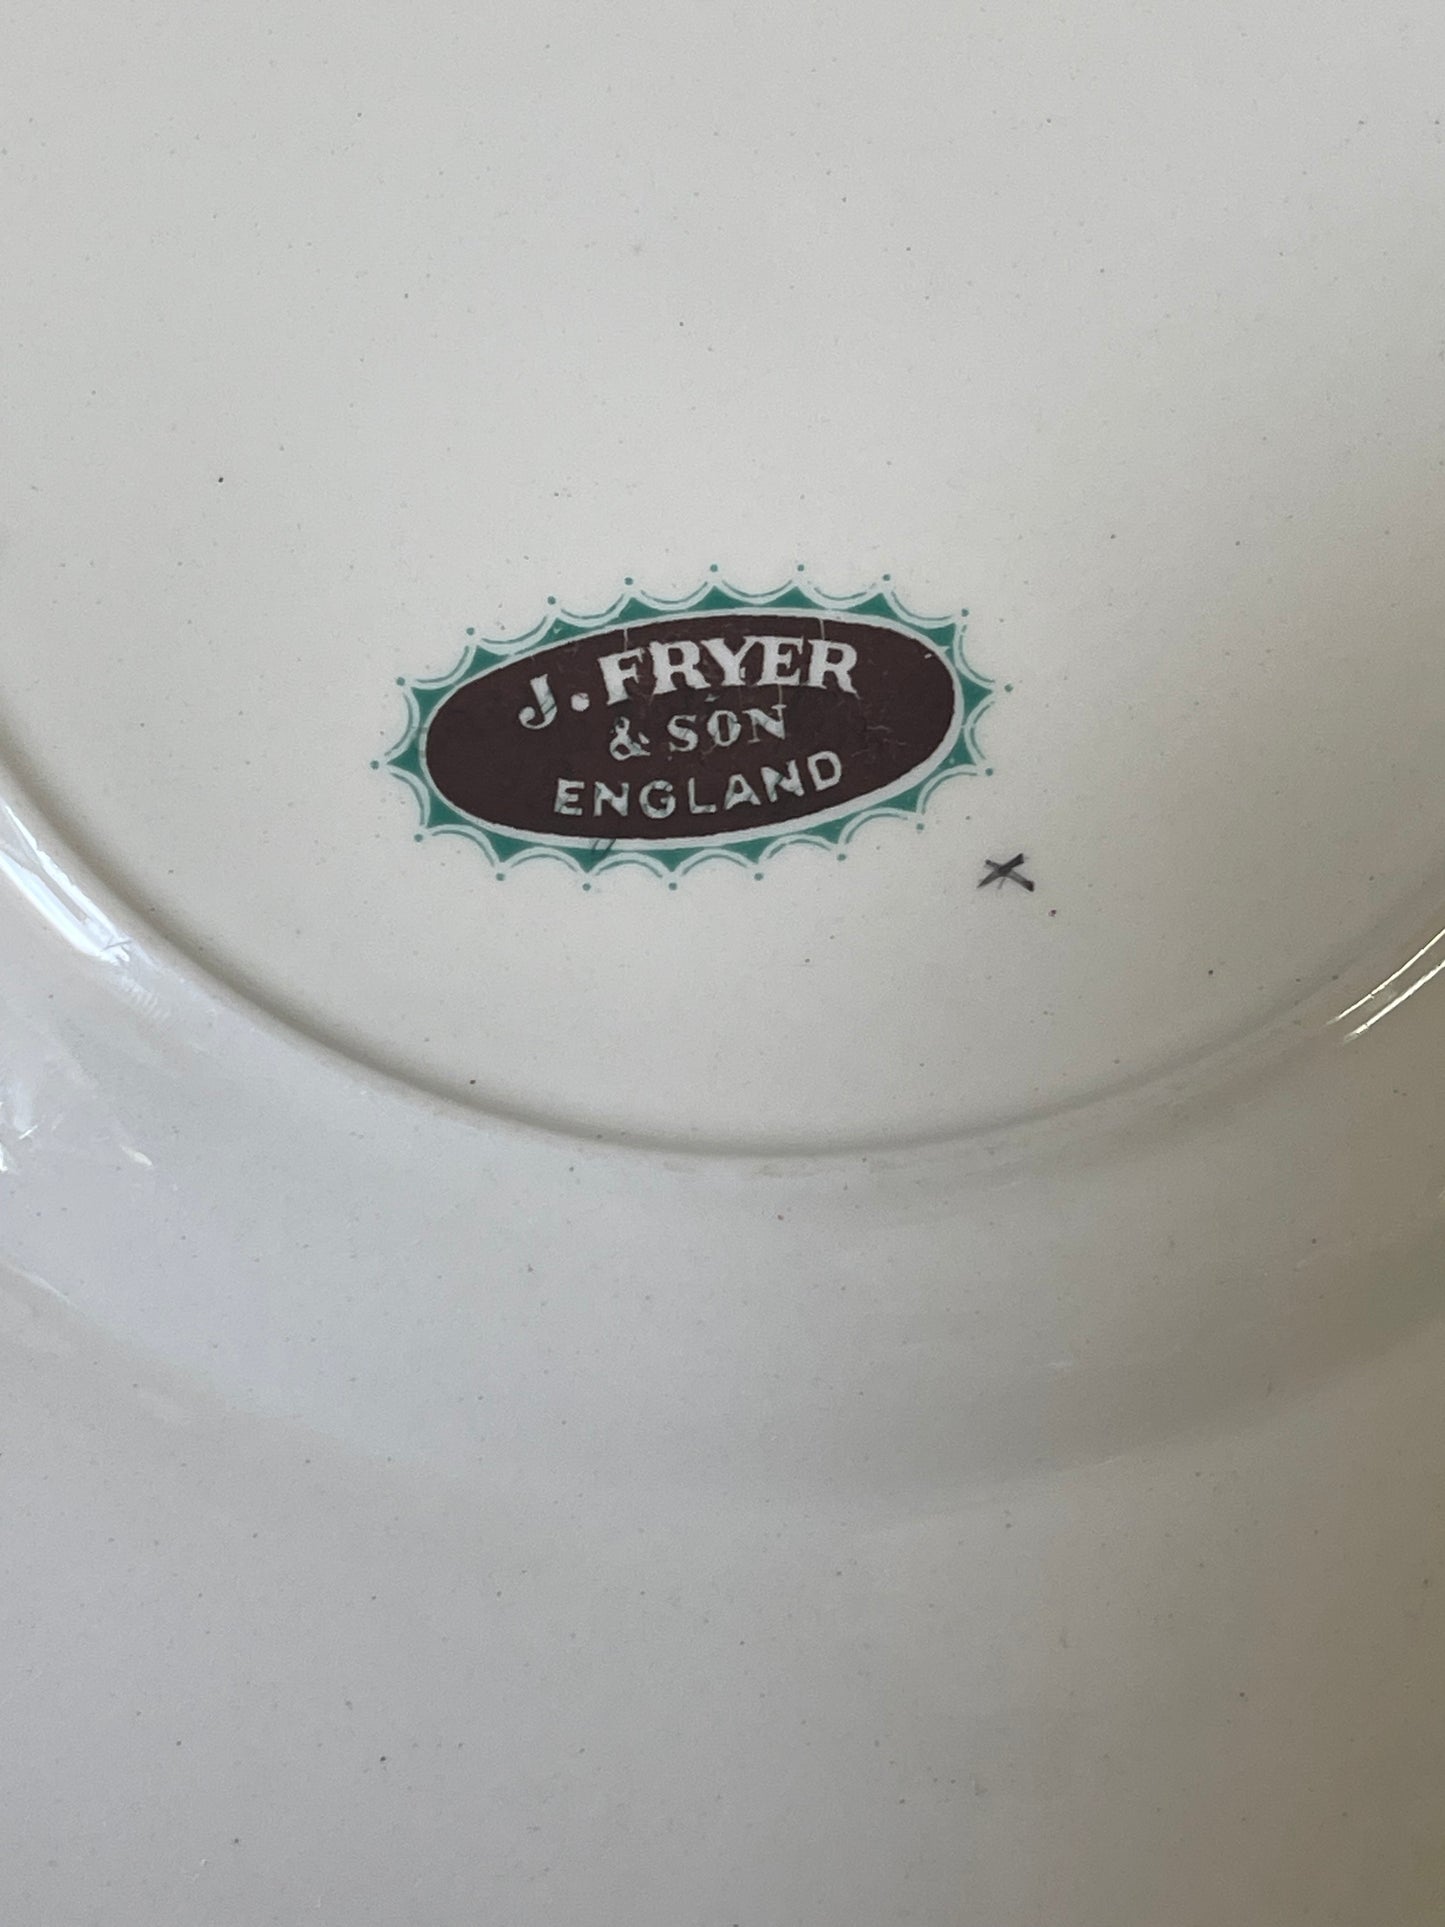 J. FRYER
& SON
ENGLAND